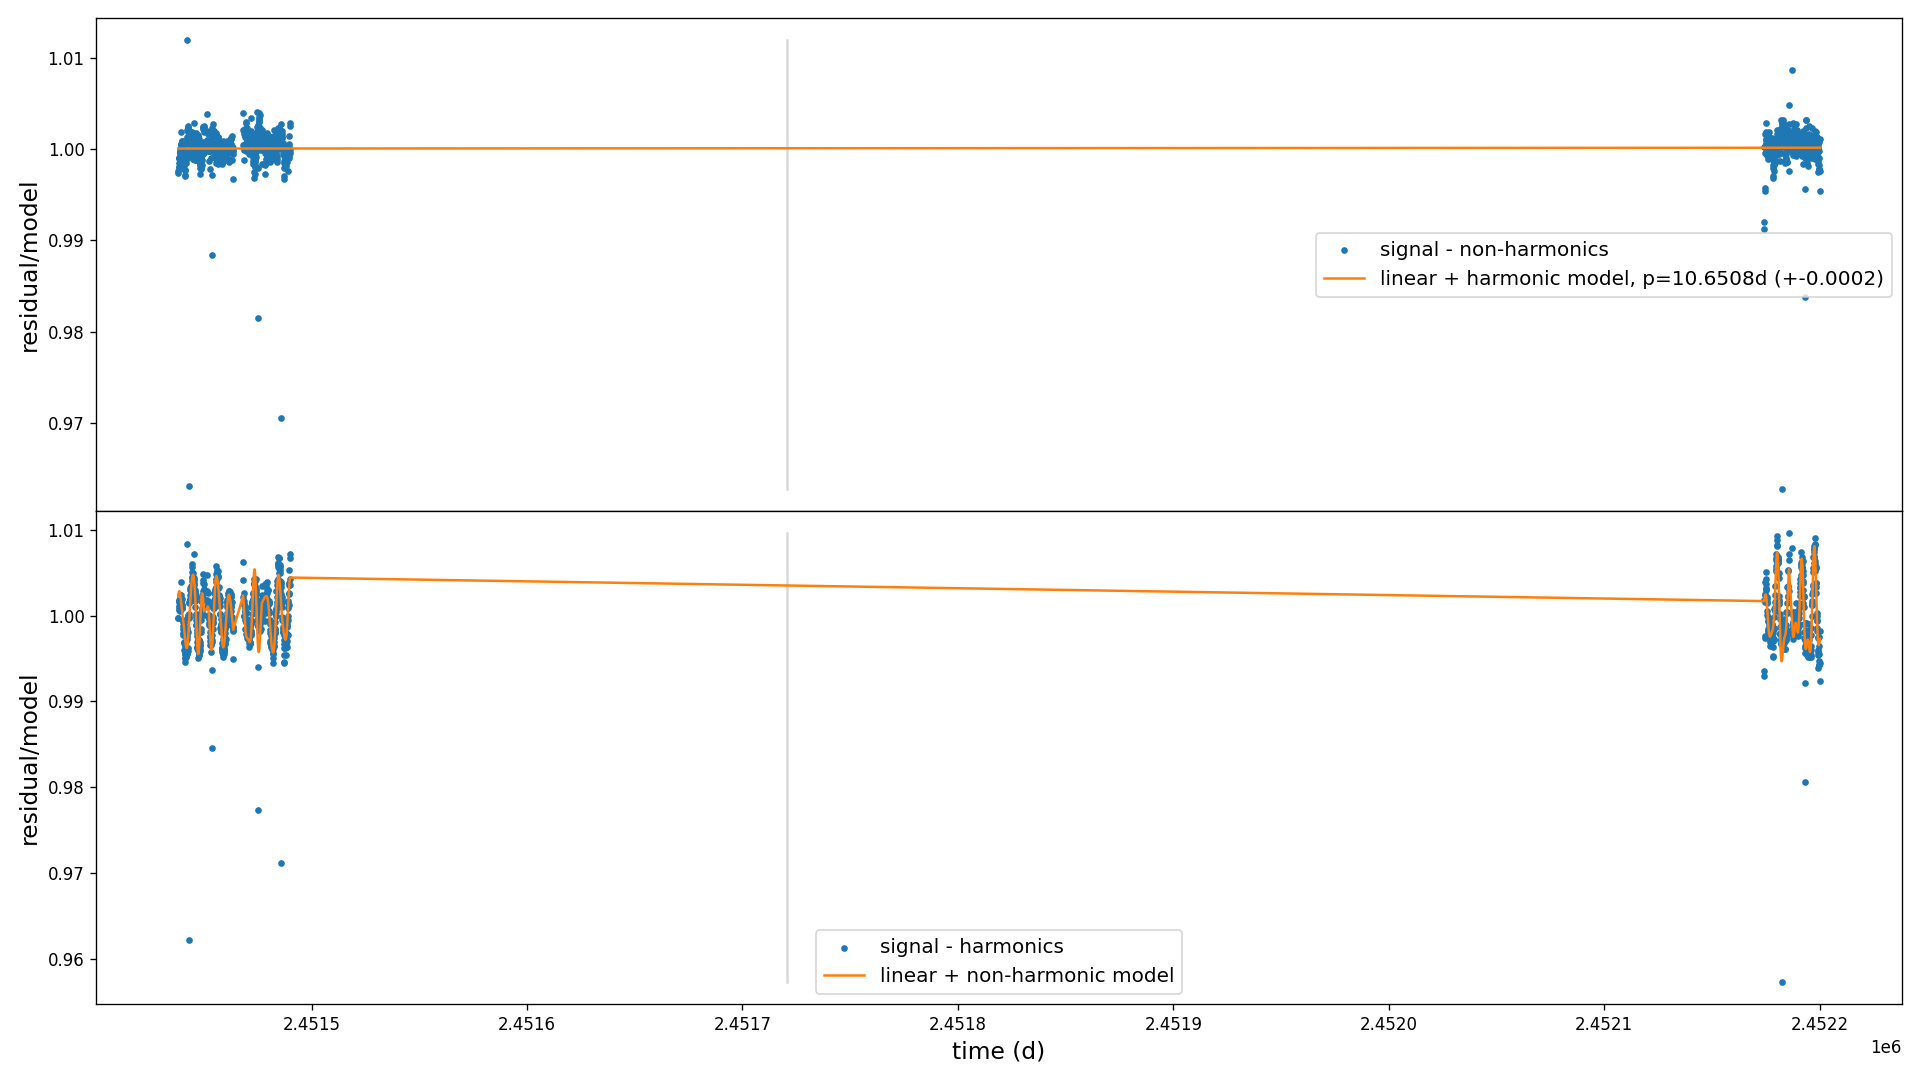 1.01
1.00
0.99
0.98
0.97
residual/model
signal - non-harmonics
linear + harmonic model, p=10.6508d (+-0.0002)
1.01
1.00
0.99
0.98
0.97
0.96
residual/model
signal - harmonics
linear + non-harmonic model
2.4515 2.4516 2.4517 2.4518 2.4519 2.4520 2.4521 2.4522
1e6
time (d)